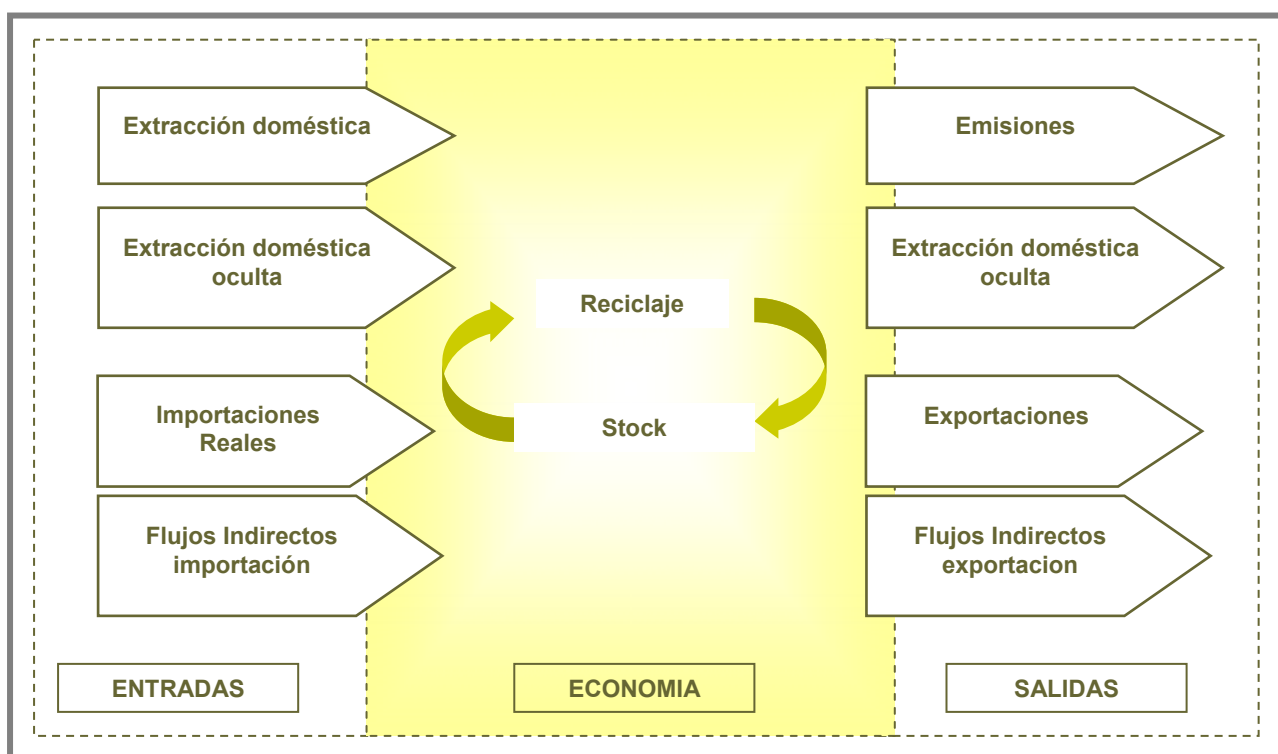 Extracción doméstica
Extracción doméstica
oculta
Importaciones
Reales
Flujos Indirectos
importación
ENTRADAS
Reciclaje
Stock
ECONOMIA
Emisiones
Extracción doméstica
oculta
Exportaciones
Flujos Indirectos
exportacion
SALIDAS